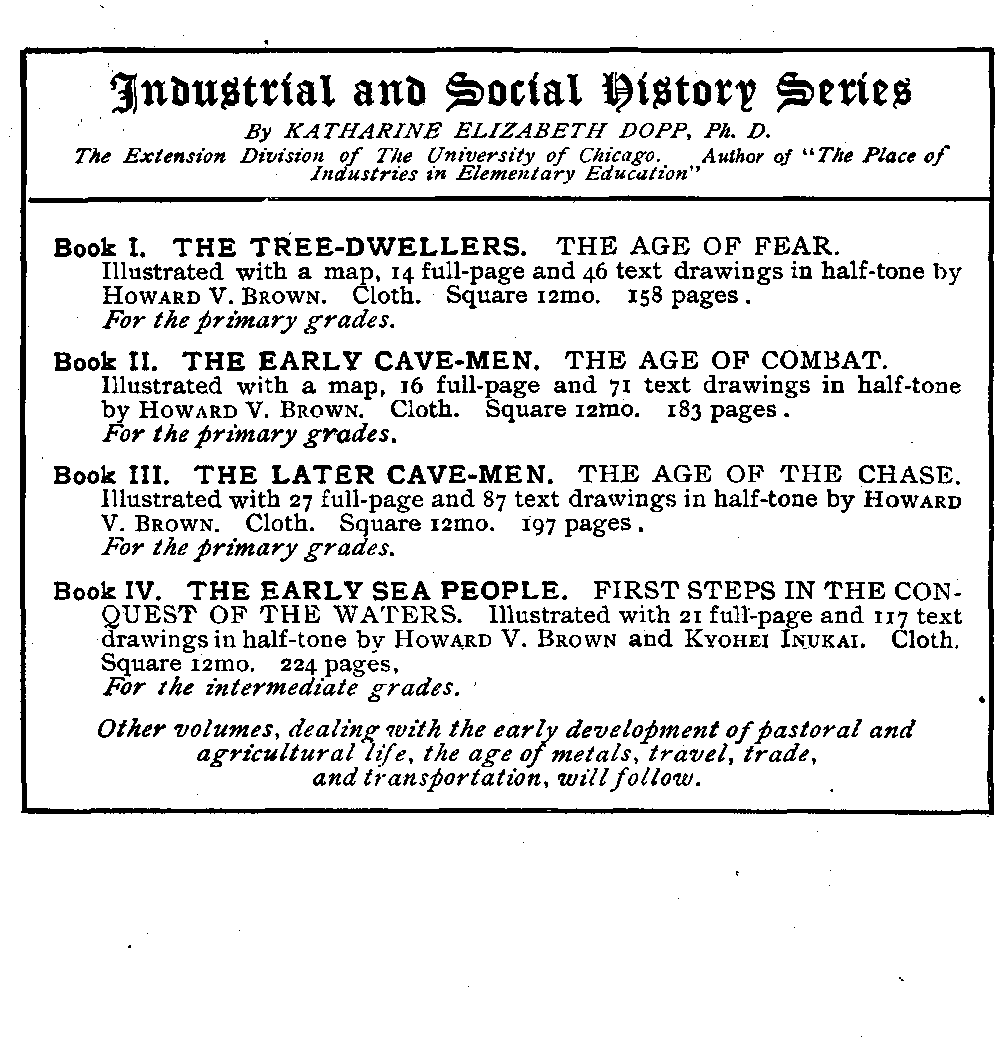 Industrial and Social History Series
By KATHARINE ELIZABETH DOPP, Ph. D.
The Extension Division of The University of Chicago. Author of "The Place of
Industries in Elementary Education"
Book I. THE TREE-DWELLERS. THE AGE OF FEAR.
Illustrated with a map, 14 full-page and 46 text drawings in half-tone by
HOWARD V. BROWN. Cloth. Square 12mo. 158 pages.
For the primary grades.
Book II. THE EARLY CAVE-MEN. THE AGE OF COMBAT.
Illustrated with a map, 16 full-page and 71 text drawings in half-tone
by HOWARD V. BROWN. Cloth. Square 12mo. 183 pages.
For the primary grades.
Book III. THE LATER CAVE-MEN. THE AGE OF THE CHASE.
Illustrated with 27 full-page and 87 text drawings in half-tone by HOWARD
V. BROWN. Cloth. Square 12mo. 197 pages.
For the primary grades.
Book IV. THE EARLY SEA PEOPLE. FIRST STEPS IN THE CON-
QUEST OF THE WATERS. Illustrated with 21 full-page and 117 text
drawings in half-tone by HOWARD V. BROWN and KYOHEI INUKAI. Cloth.
Square 12mo. 224 pages,
For the intermediate grades.
Other volumes, dealing with the early development of pastoral and
agricultural life, the age of metals, travel, trade,
and transportation, will follow.